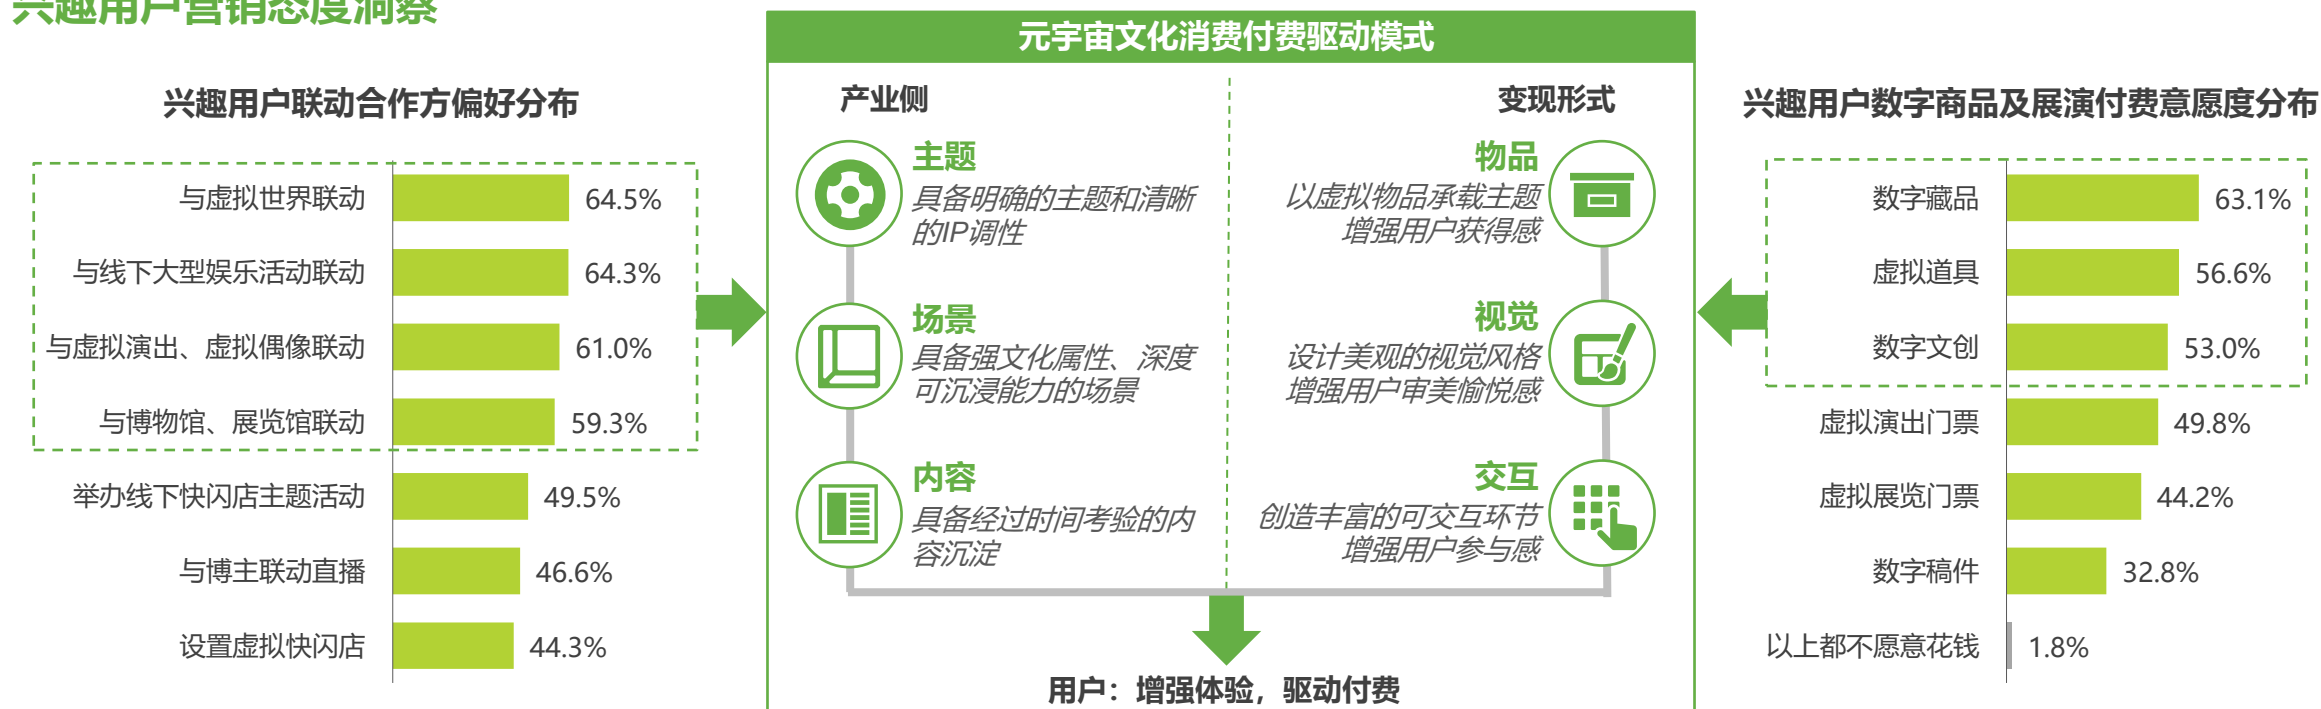 兴趣用户营销态度洞察
兴趣用户联动合作方偏好分布
与虚拟世界联动 64.5%
与线下大型娱乐活动联动 64.3%
与虚拟演出、虚拟偶像联动 61.0%
与博物馆、展览馆联动 59.3%
举办线下快闪店主题活动 49.5%
与博主联动直播 46.6%
设置虚拟快闪店 44.3%
元宇宙文化消费付费驱动模式
产业侧
主题
具备明确的主题和清晰
的IP调性
场景
具备强文化属性、深度
可沉浸能力的场景
内容
具备经过时间考验的内
容沉淀
变现形式
物品
以虚拟物品承载主题
增强用户获得感
视觉
设计美观的视觉风格
增强用户审美愉悦感
交互
创造丰富的可交互环节
增强用户参与感
用户：增强体验，驱动付费
兴趣用户数字商品及展演付费意愿度分布
数字藏品 63.1%
虚拟道具 56.6%
数字文创 53.0%
虚拟演出门票 49.8%
虚拟展览门票 44.2%
数字稿件 32.8%
以上都不愿意花钱 1.8%